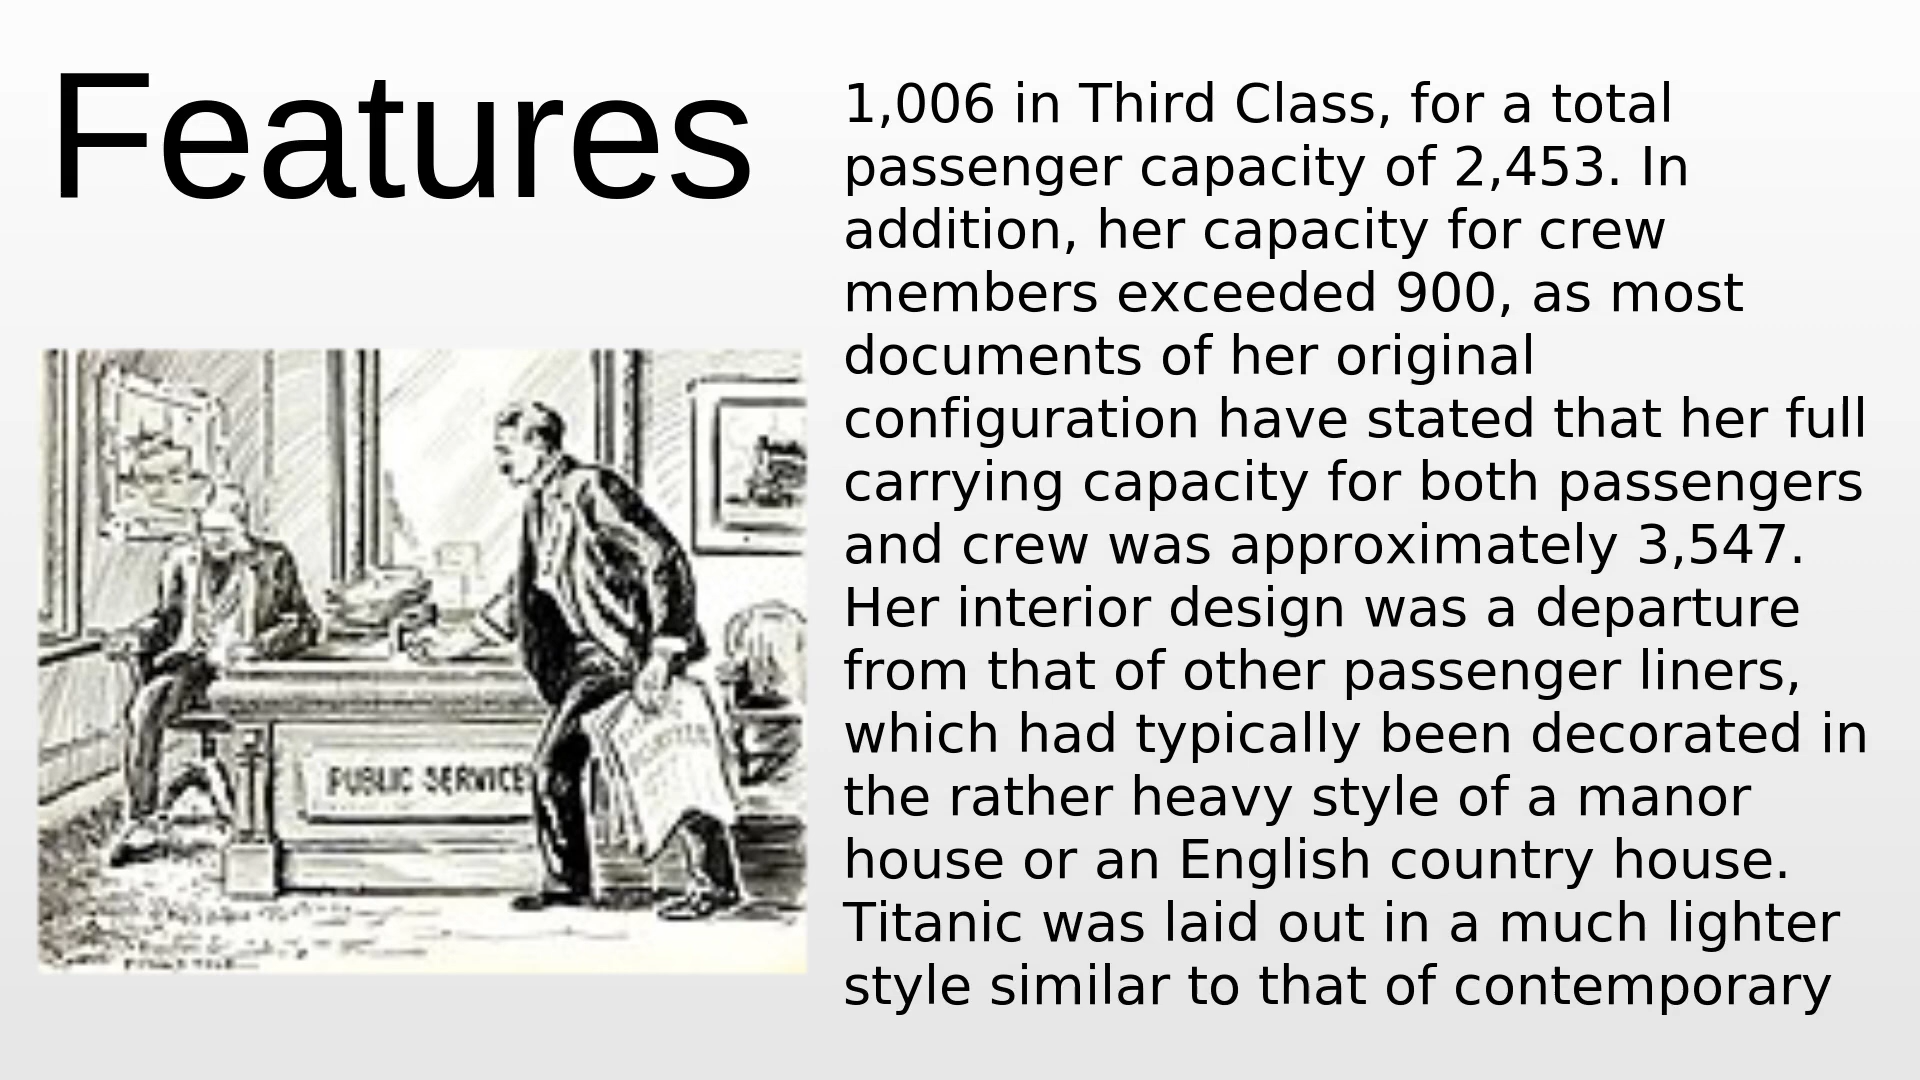 Features
1,006 in Third Class, for a total
passenger capacity of 2,453. In
addition, her capacity for crew
members exceeded 900, as most
documents of her original
configuration have stated that her full
carrying capacity for both passengers
and crew was approximately 3,547.
Her interior design was a departure
from that of other passenger liners,
which had typically been decorated in
the rather heavy style of a manor
house or an English country house.
Titanic was laid out in a much lighter
style similar to that of contemporary
PUBLIC SERVICE